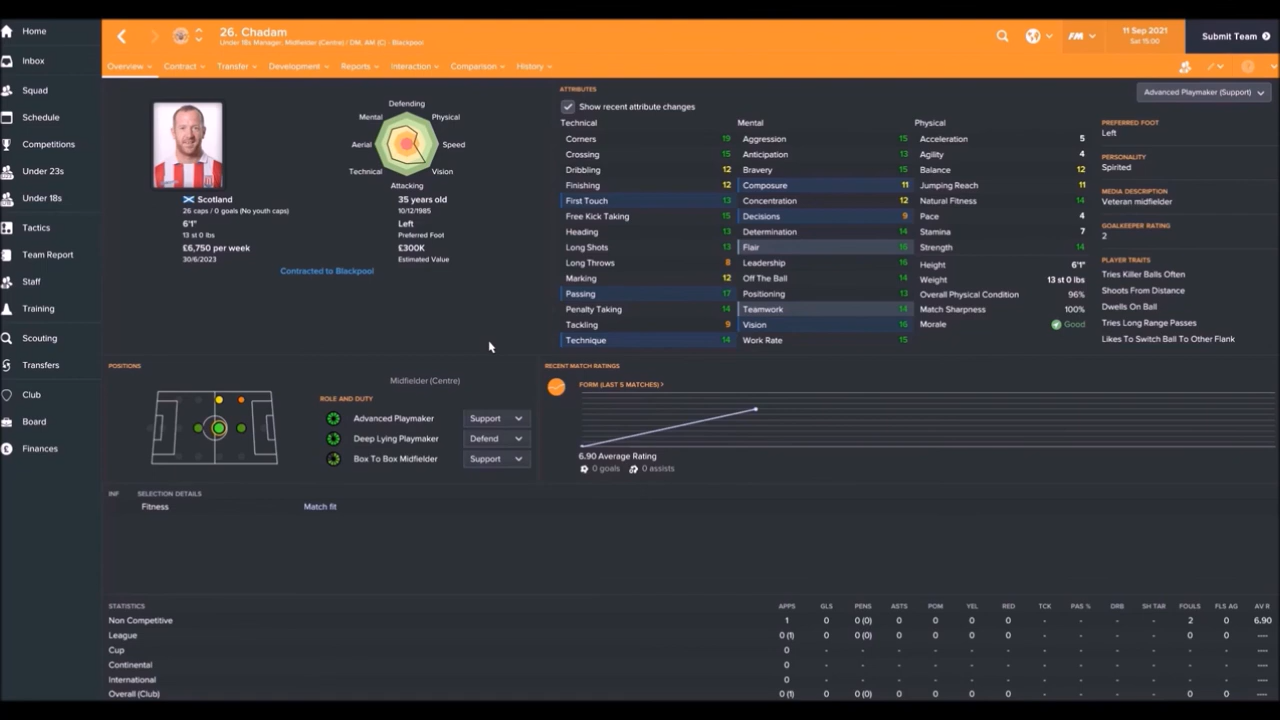 Home
Inbox
Squad
Schedule
Competitions
Under 23s
Under 18s
Tactics
Team Report
Staff
Training
Scouting
Transfers
Club
Board
Finances
26. Chadam
Under 18s Manager, Midfielder (Centre) / DM, AM (C) - Blackpool
FM
11 Sep 2021
Sat 15:00
Submit Team
Overview Contract Transfer Development Reports Interaction Comparison History
Defending
Mental Physical
Aerial Speed
Technical Vision
Attacking
Scotland
26 caps / 0 goals (No youth caps)
6'1"
13 st 0 lbs
£6,750 per week
30/6/2023
35 years old
10/12/1985
Left
Preferred Foot
£300K
Estimated Value
Contracted to Blackpool
ATTRIBUTES
Show recent attribute changes
Advanced Playmaker (Support)
Technical Mental Physical
Corners 19 Aggression 15 Acceleration 5
Crossing 15 Anticipation 13 Agility 4
Dribbling 12 Bravery 15 Balance 12
Finishing 12 Composure 11 Jumping Reach 11
First Touch 13 Concentration 12 Natural Fitness 14
Free Kick Taking 15 Decisions 9 Pace 4
Heading 13 Determination 14 Stamina 7
Long Shots 13 Flair 16 Strength 14
Long Throws 8 Leadership 16 Height 6'1"
Marking 12 Off The Ball 14 Weight 13 st 0 lbs
Passing 17 Positioning 13 Overall Physical Condition 96%
Penalty Taking 14 Teamwork 14 Match Sharpness 100%
Tackling 9 Vision 16 Morale Good
Technique 14 Work Rate 15
PREFERRED FOOT
Left
PERSONALITY
Spirited
MEDIA DESCRIPTION
Veteran midfielder
GOALKEEPER RATING
2
PLAYER TRAITS
Tries Killer Balls Often
Shoots From Distance
Dwells On Ball
Tries Long Range Passes
Likes To Switch Ball To Other Flank
POSITIONS
Midfielder (Centre)
ROLE AND DUTY
Advanced Playmaker Support
Deep Lying Playmaker Defend
Box To Box Midfielder Support
RECENT MATCH RATINGS
FORM (LAST 5 MATCHES) >
6.90 Average Rating
0 goals 0 assists
INF SELECTION DETAILS
Fitness Match fit
STATISTICS APPS GLS PENS ASTS POM YEL RED TCK PAS % DRB SH TAR FOULS FLS AG AV R
Non Competitive 1 0 0 (0) 0 0 0 0 - - - - 2 0 6.90
League 0 (1) 0 0 (0) 0 0 0 0 - - - - 0 0 ----
Cup 0 - - - - - - - - - - - - ----
Continental 0 - - - - - - - - - - - - ----
International 0 - - - - - - - - - - - - ----
Overall (Club) 0 (1) 0 0 (0) 0 0 0 0 - - - - 0 0 ----